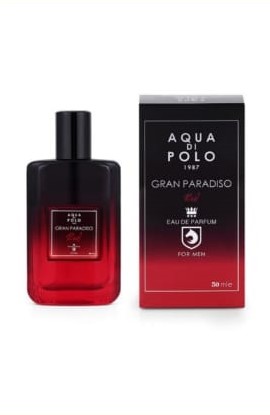 AQUA
DI
POLO
GRAN PARADISO
Red
AQUA
DI
POLO
1987
GRAN PARADISO
Red
EAU DE PARFUM
FOR MEN
50 ml e